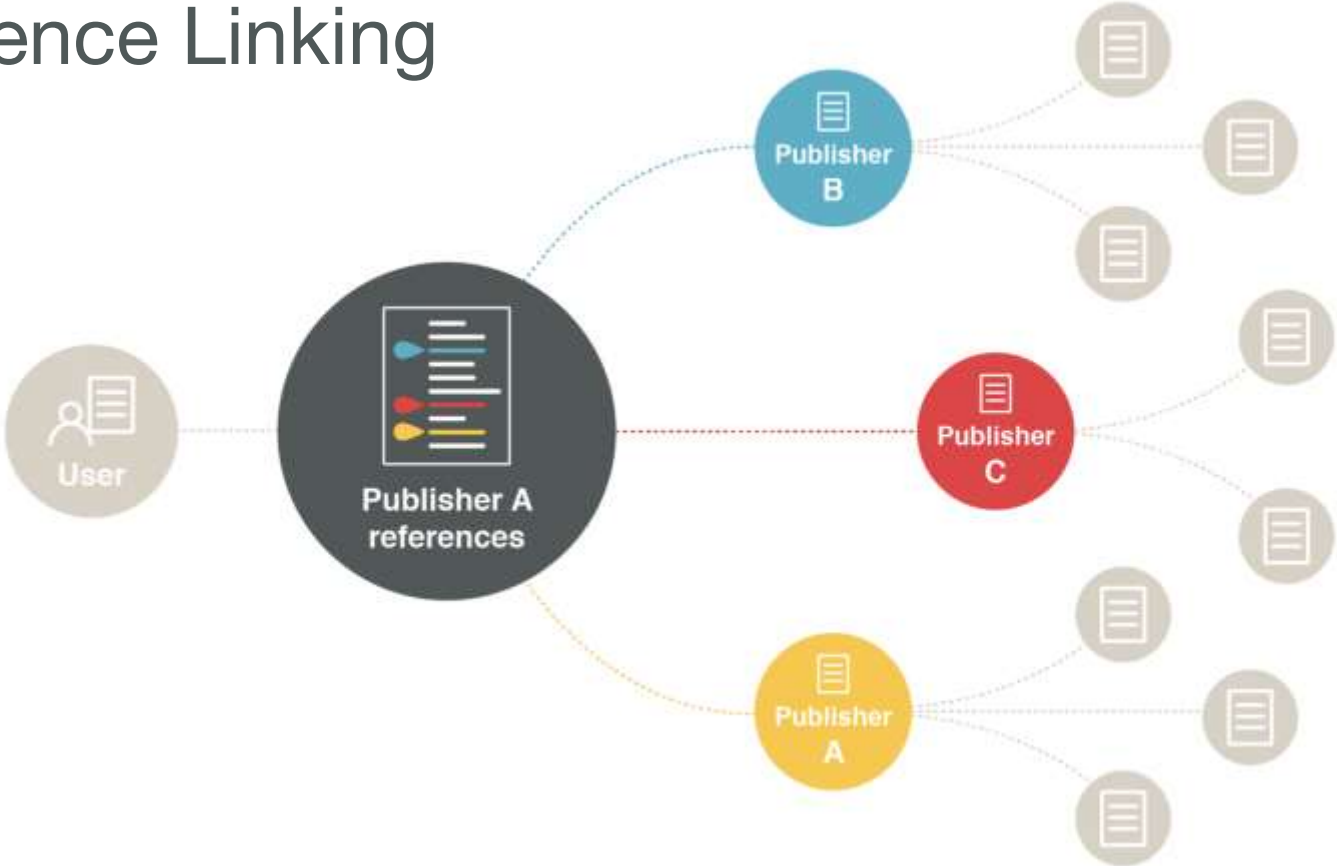 ence Linking
Publisher
B
User
Publisher A
references
Publisher
C
Publisher
A